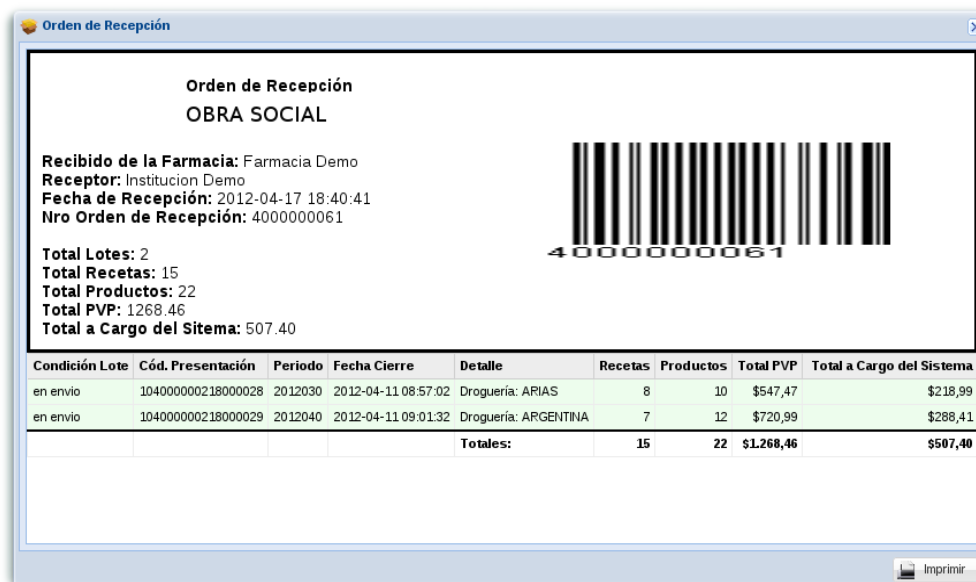 Orden de Recepción
Orden de Recepción
OBRA SOCIAL
Recibido de la Farmacia: Farmacia Demo
Receptor: Institucion Demo
Fecha de Recepción: 2012-04-17 18:40:41
Nro Orden de Recepción: 4000000061
4000000061
Total Lotes: 2
Total Recetas: 15
Total Productos: 22
Total PVP: 1268.46
Total a Cargo del Sitema: 507.40
Condición Lote Cód. Presentación Periodo Fecha Cierre Detalle Recetas Productos Total PVP Total a Cargo del Sistema
en envio 104000000218000028 2012030 2012-04-11 08:57:02 Droguería: ARIAS 8 10 $547,47 $218,99
en envio 104000000218000029 2012040 2012-04-11 09:01:32 Droguería: ARGENTINA 7 12 $720,99 $288,41
Totales: 15 22 $1.268,46 $507,40
Imprimir